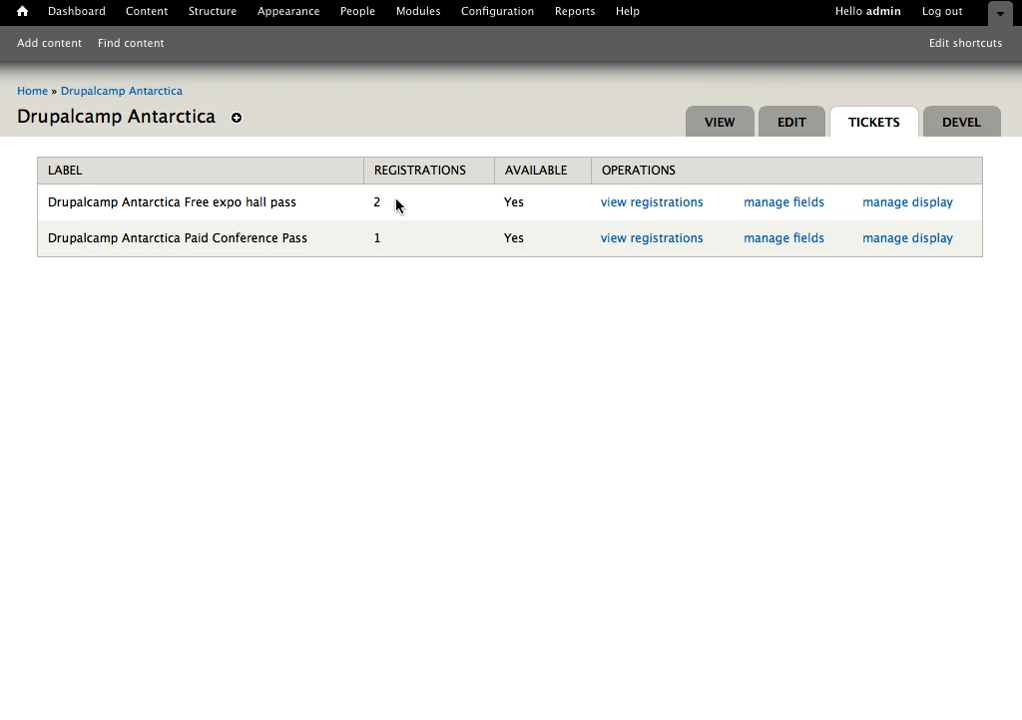 Dashboard Content Structure Appearance People Modules Configuration Reports Help Hello admin Log out
Add content Find content Edit shortcuts
Home » Drupalcamp Antarctica
Drupalcamp Antarctica
VIEW EDIT TICKETS DEVEL
LABEL REGISTRATIONS AVAILABLE OPERATIONS
Drupalcamp Antarctica Free expo hall pass 2 Yes view registrations manage fields manage display
Drupalcamp Antarctica Paid Conference Pass 1 Yes view registrations manage fields manage display